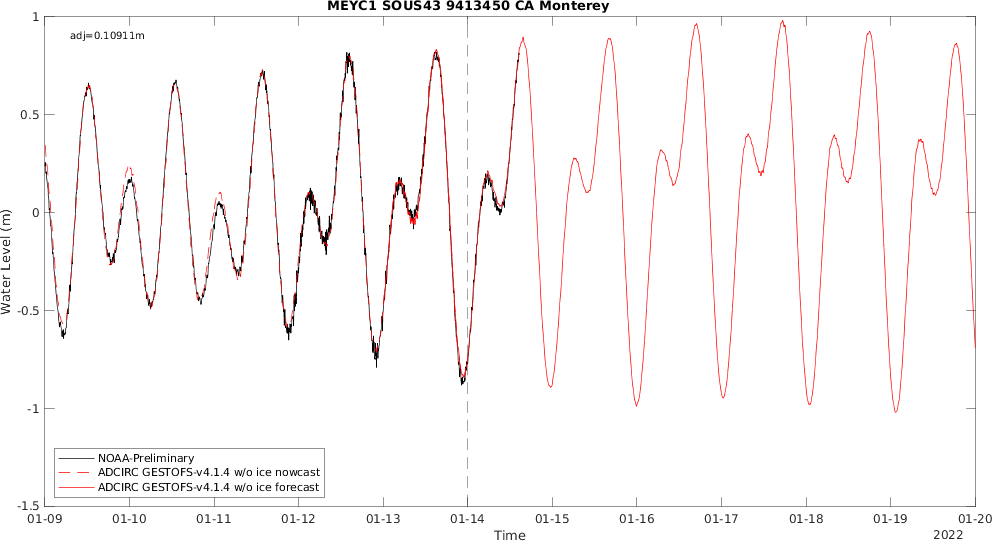 MEYC1 SOUS43 9413450 CA Monterey
adj=0.10911m
1
0.5
0
-0.5
-1
-1.5
Water Level (m)
NOAA-Preliminary
ADCIRC GESTOFS-v4.1.4 w/o ice nowcast
ADCIRC GESTOFS-v4.1.4 w/o ice forecast
01-09 01-10 01-11 01-12 01-13 01-14 01-15 01-16 01-17 01-18 01-19 01-20
Time
2022